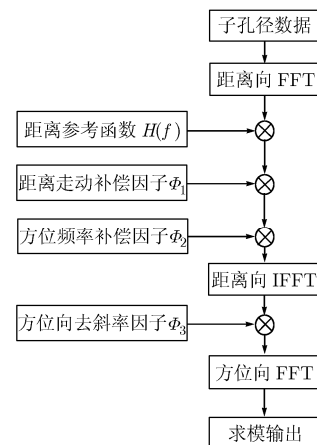 子孔径数据
距离向 FFT
距离参考函数 H(f)
距离走动补偿因子Φ₁
方位频率补偿因子Φ₂
距离向 IFFT
方位向去斜率因子Φ₃
方位向 FFT
求模输出